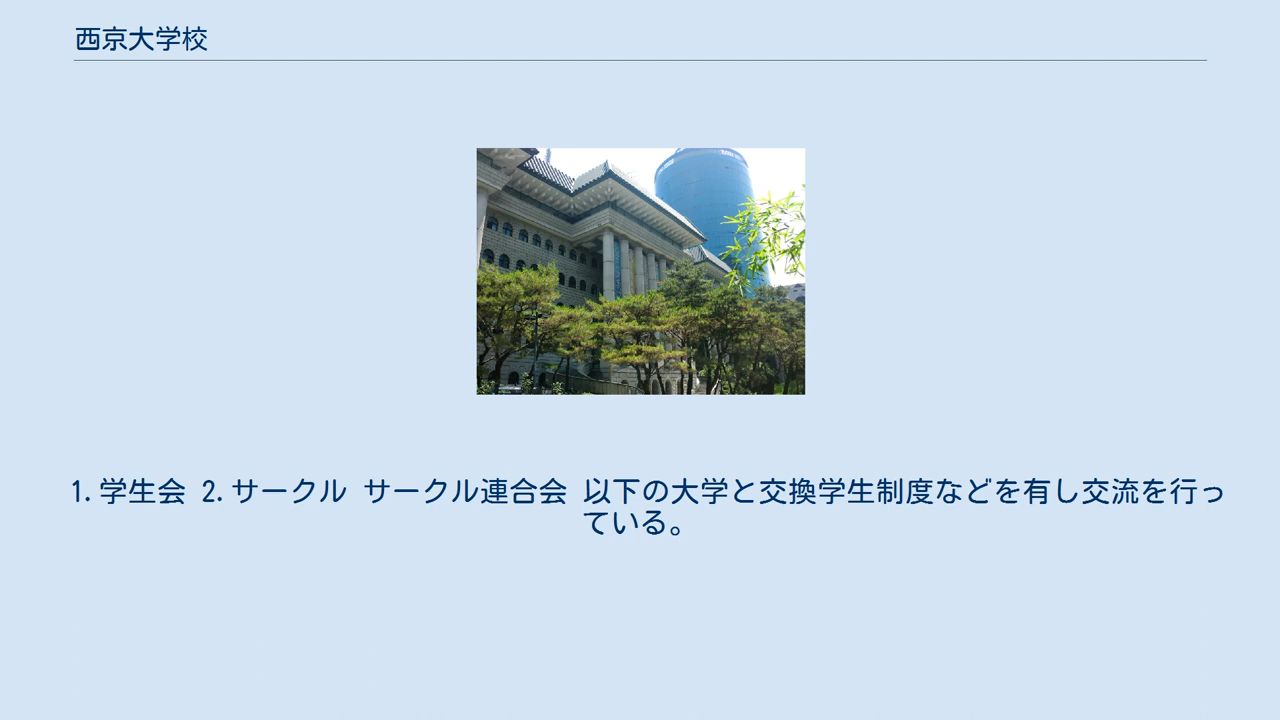 西京大学校
1.学生会 2.サークル サークル連合会 以下の大学と交換学生制度などを有し交流を行っ
ている。